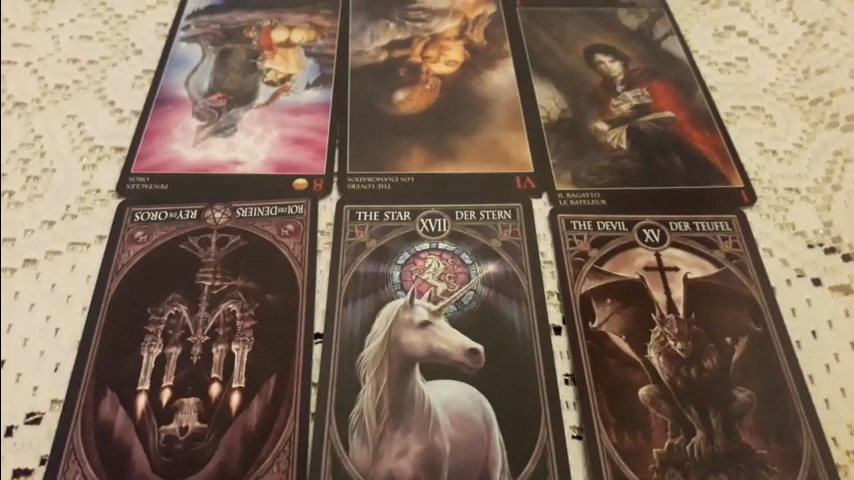 PENTACLES
OROS
8
THE LOVERS
LOS ENAMORADOS
VI
IL BAGATTO
LE BATELEUR
I
ROI DES DENIERS
REY DE OROS
THE STAR XVII DER STERN
THE DEVIL XV DER TEUFEL